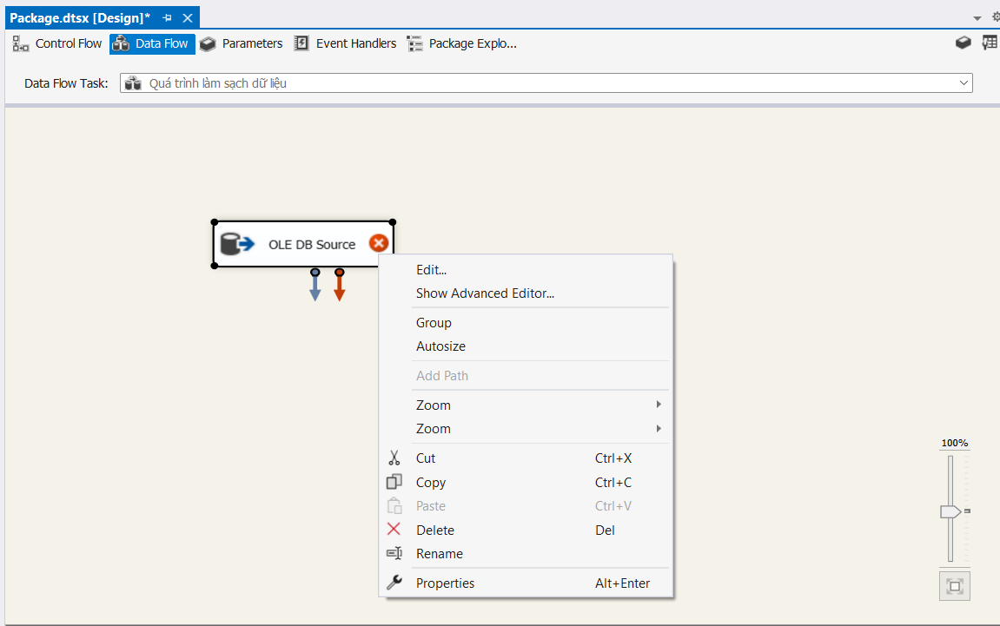 Package.dtsx [Design]*
Control Flow Data Flow Parameters Event Handlers Package Explo...
Data Flow Task: Quá trình làm sạch dữ liệu
OLE DB Source
Edit...
Show Advanced Editor...
Group
Autosize
Add Path
Zoom
Zoom
100%
Cut Ctrl+X
Copy Ctrl+C
Paste Ctrl+V
Delete Del
Rename
Properties Alt+Enter